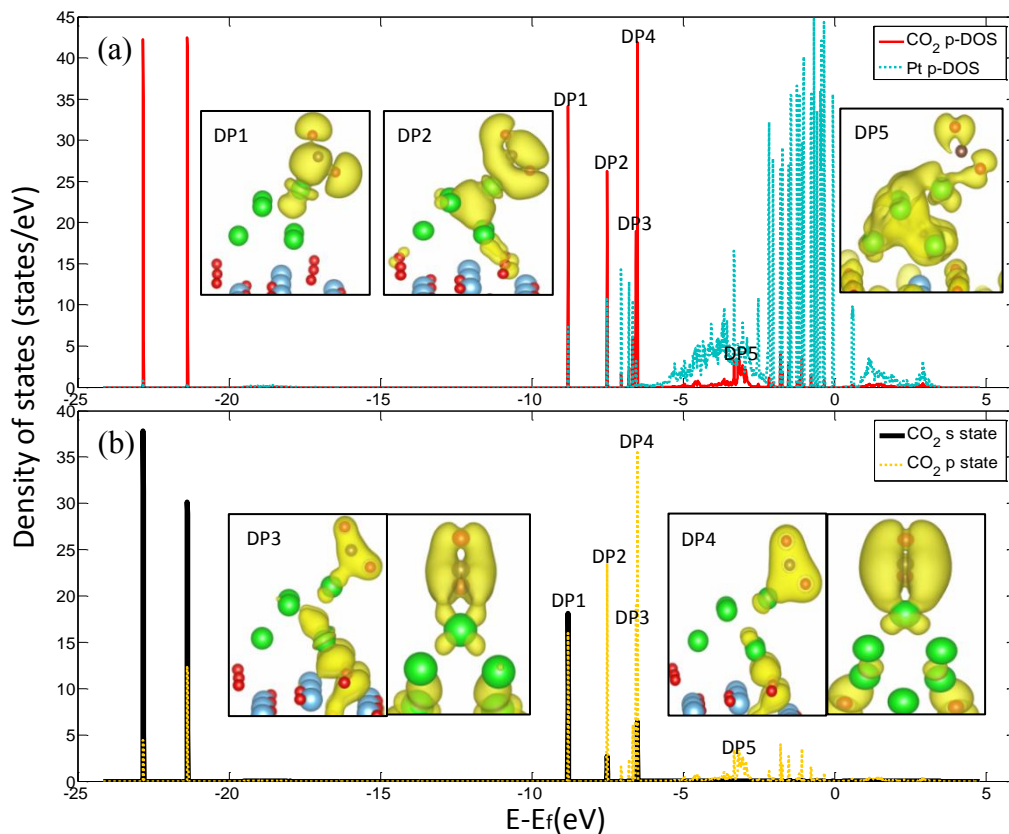 (a)
CO2 p-DOS
Pt p-DOS
DP4
DP1
DP2
DP3
DP5
DP1
DP2
DP5
45
40
35
30
25
20
15
10
5
0
-25
-20
-15
-10
-5
0
5
Density of states (states/eV)
(b)
CO2 s state
CO2 p state
DP4
DP2
DP1
DP3
DP5
DP3
DP4
40
35
30
25
20
15
10
5
0
-25
-20
-15
-10
-5
0
5
E-Ef(eV)